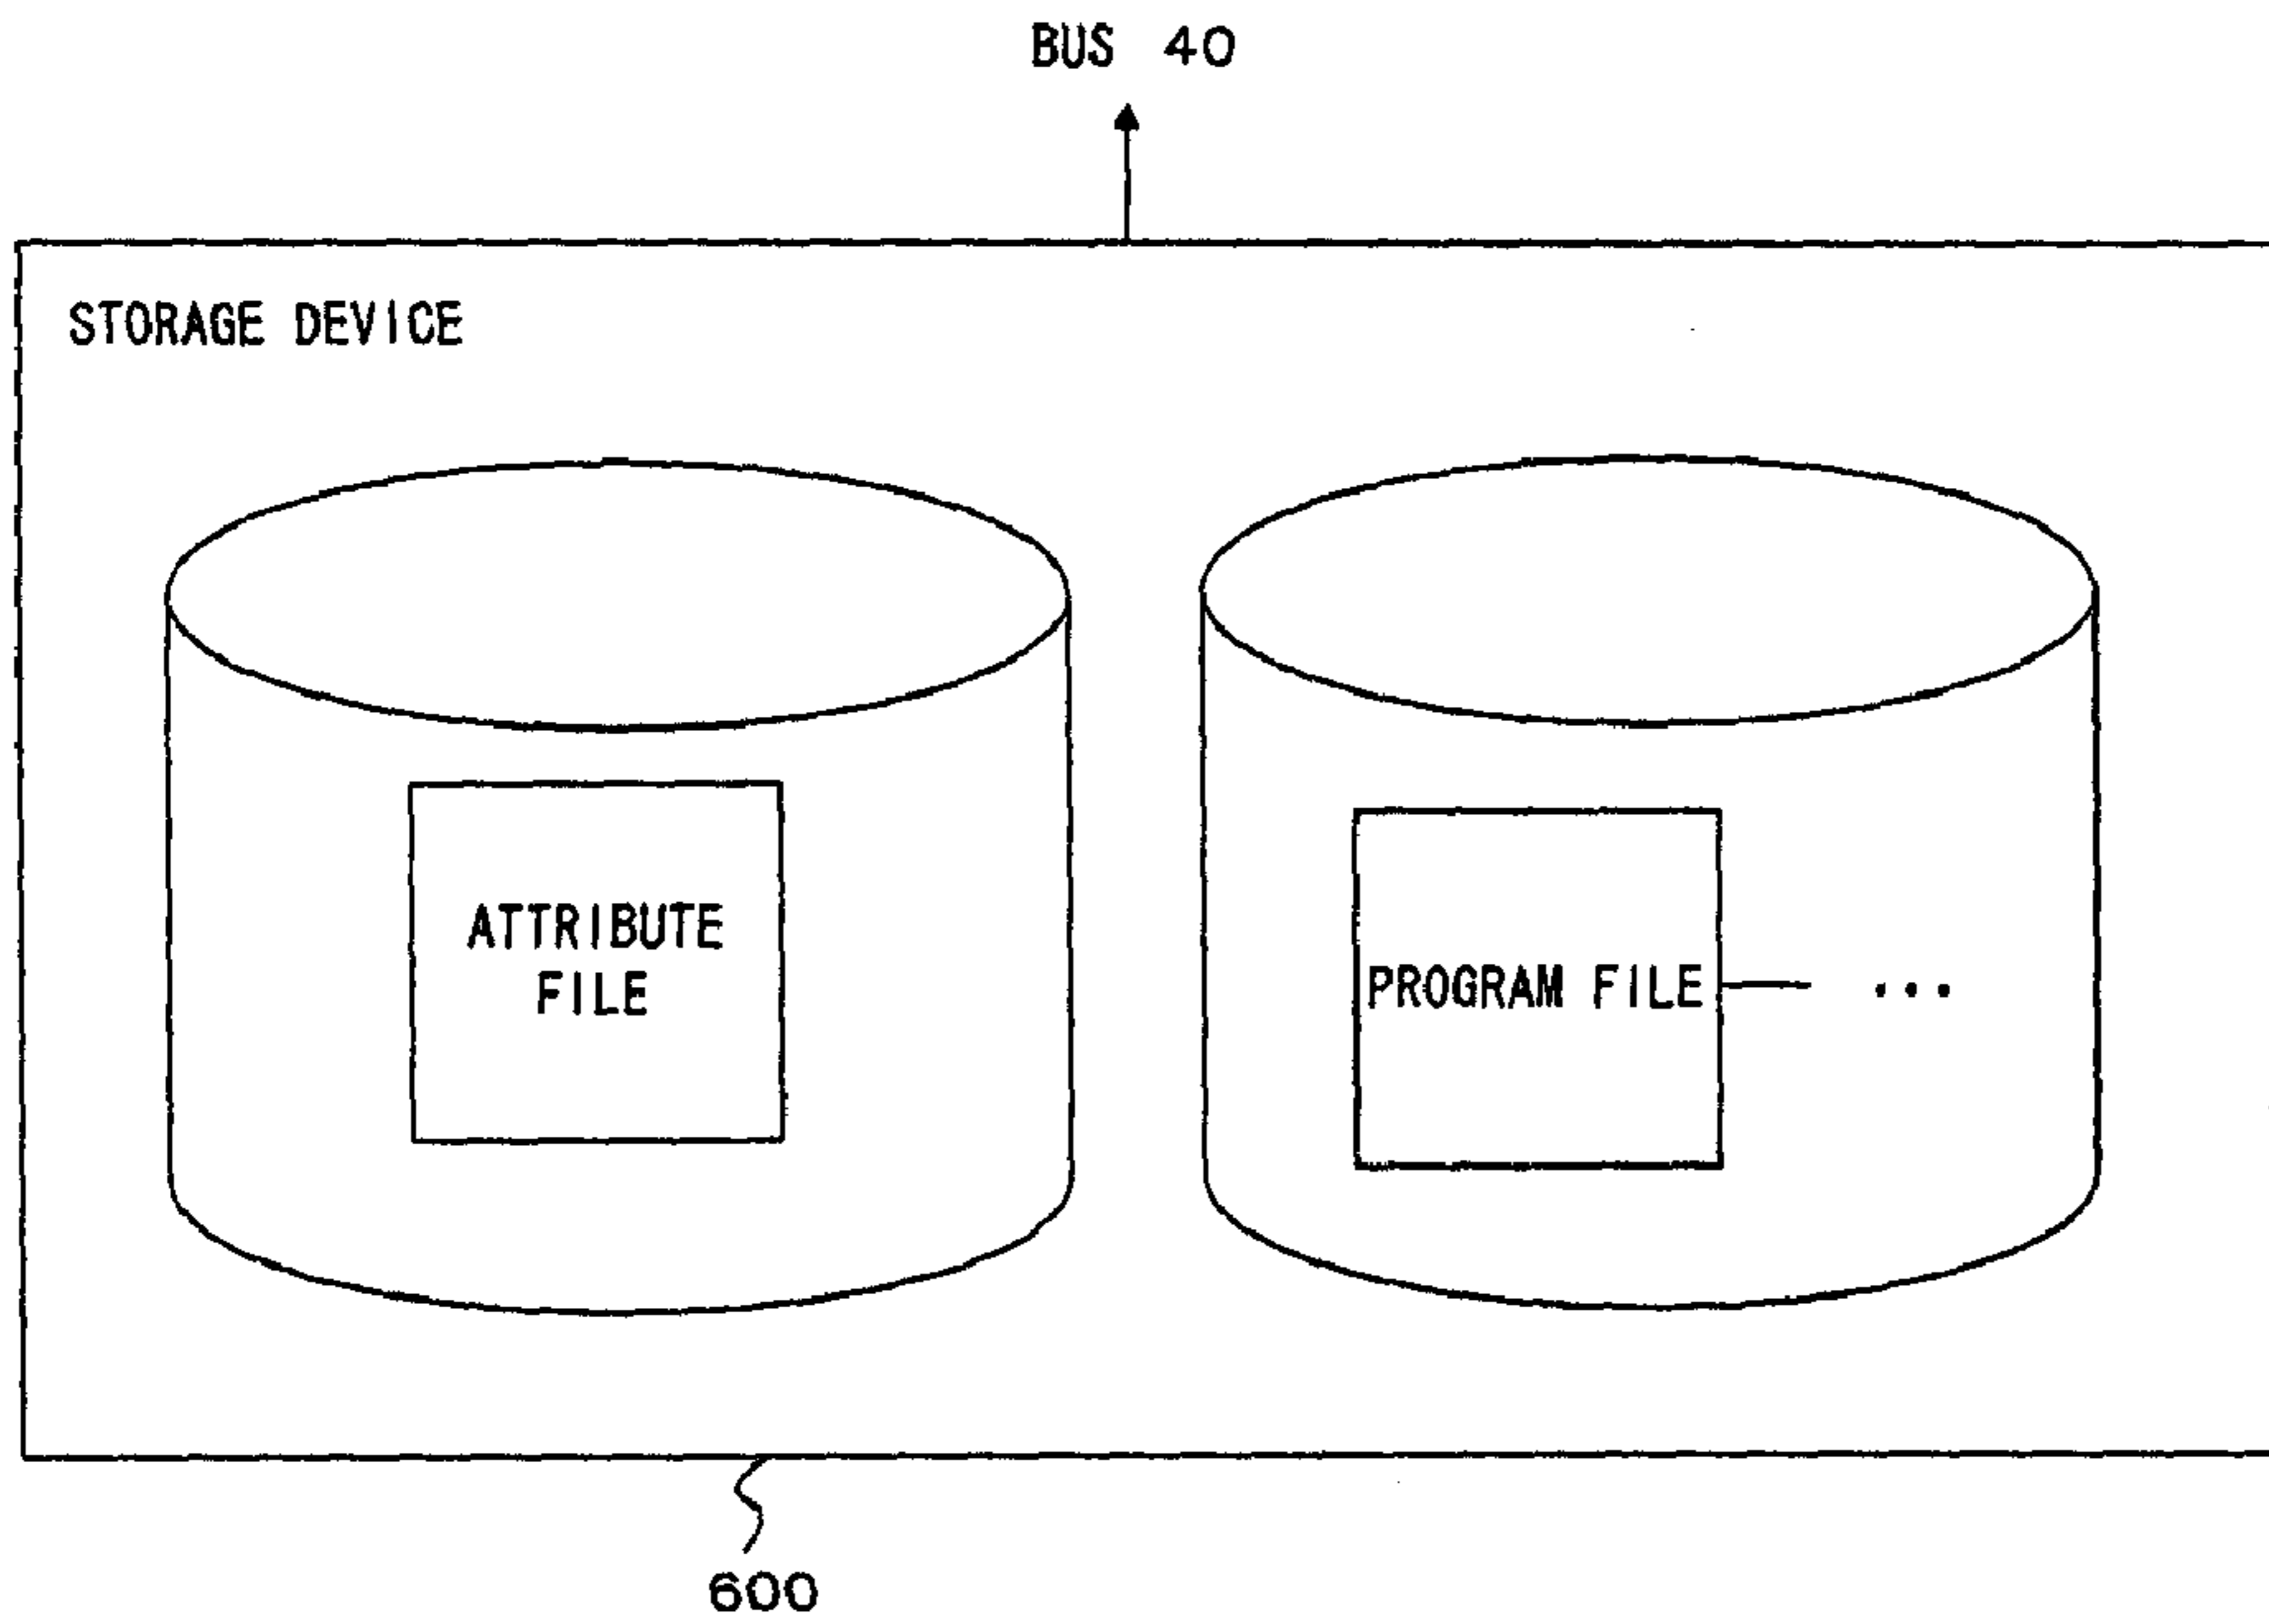 BUS 40
STORAGE DEVICE
ATTRIBUTE
FILE
PROGRAM FILE
...
600